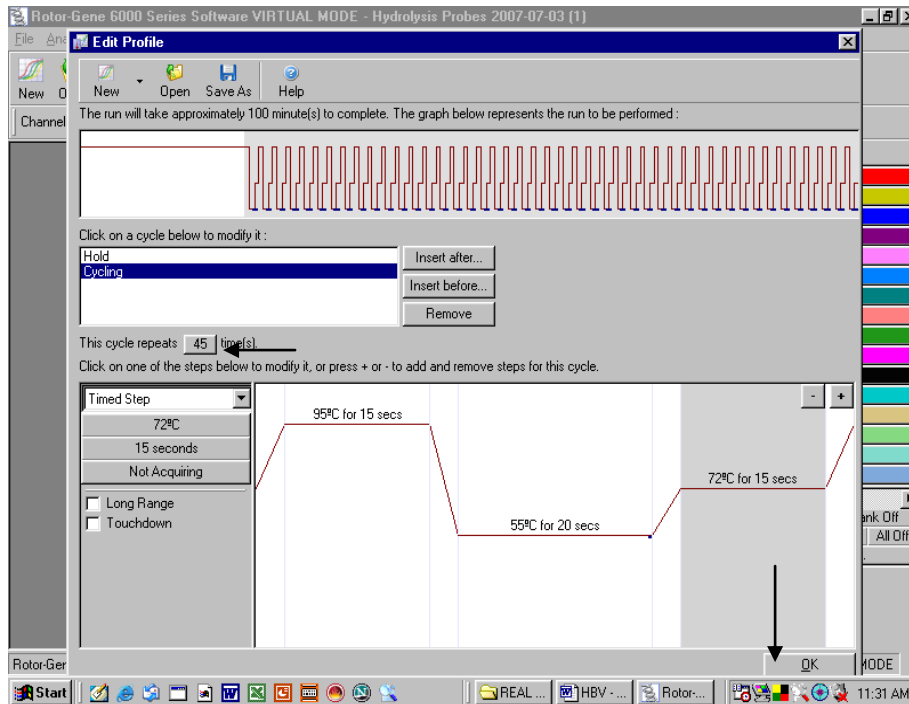 Rotor-Gene 6000 Series Software VIRTUAL MODE - Hydrolysis Probes 2007-07-03 (1)
File Ana
Edit Profile
New O
New Open Save As Help
Channel
The run will take approximately 100 minute(s) to complete. The graph below represents the run to be performed :
Click on a cycle below to modify it :
Hold
Cycling
Insert after...
Insert before...
Remove
This cycle repeats 45 time(s).
Click on one of the steps below to modify it, or press + or - to add and remove steps for this cycle.
Timed Step
- +
72ºC
15 seconds
Not Acquiring
Long Range
Touchdown
95ºC for 15 secs
55ºC for 20 secs
72ºC for 15 secs
ank Off
All Off
OK
Rotor-Ger
MODE
Start
REAL ...
HBV - ...
Rotor-...
11:31 AM